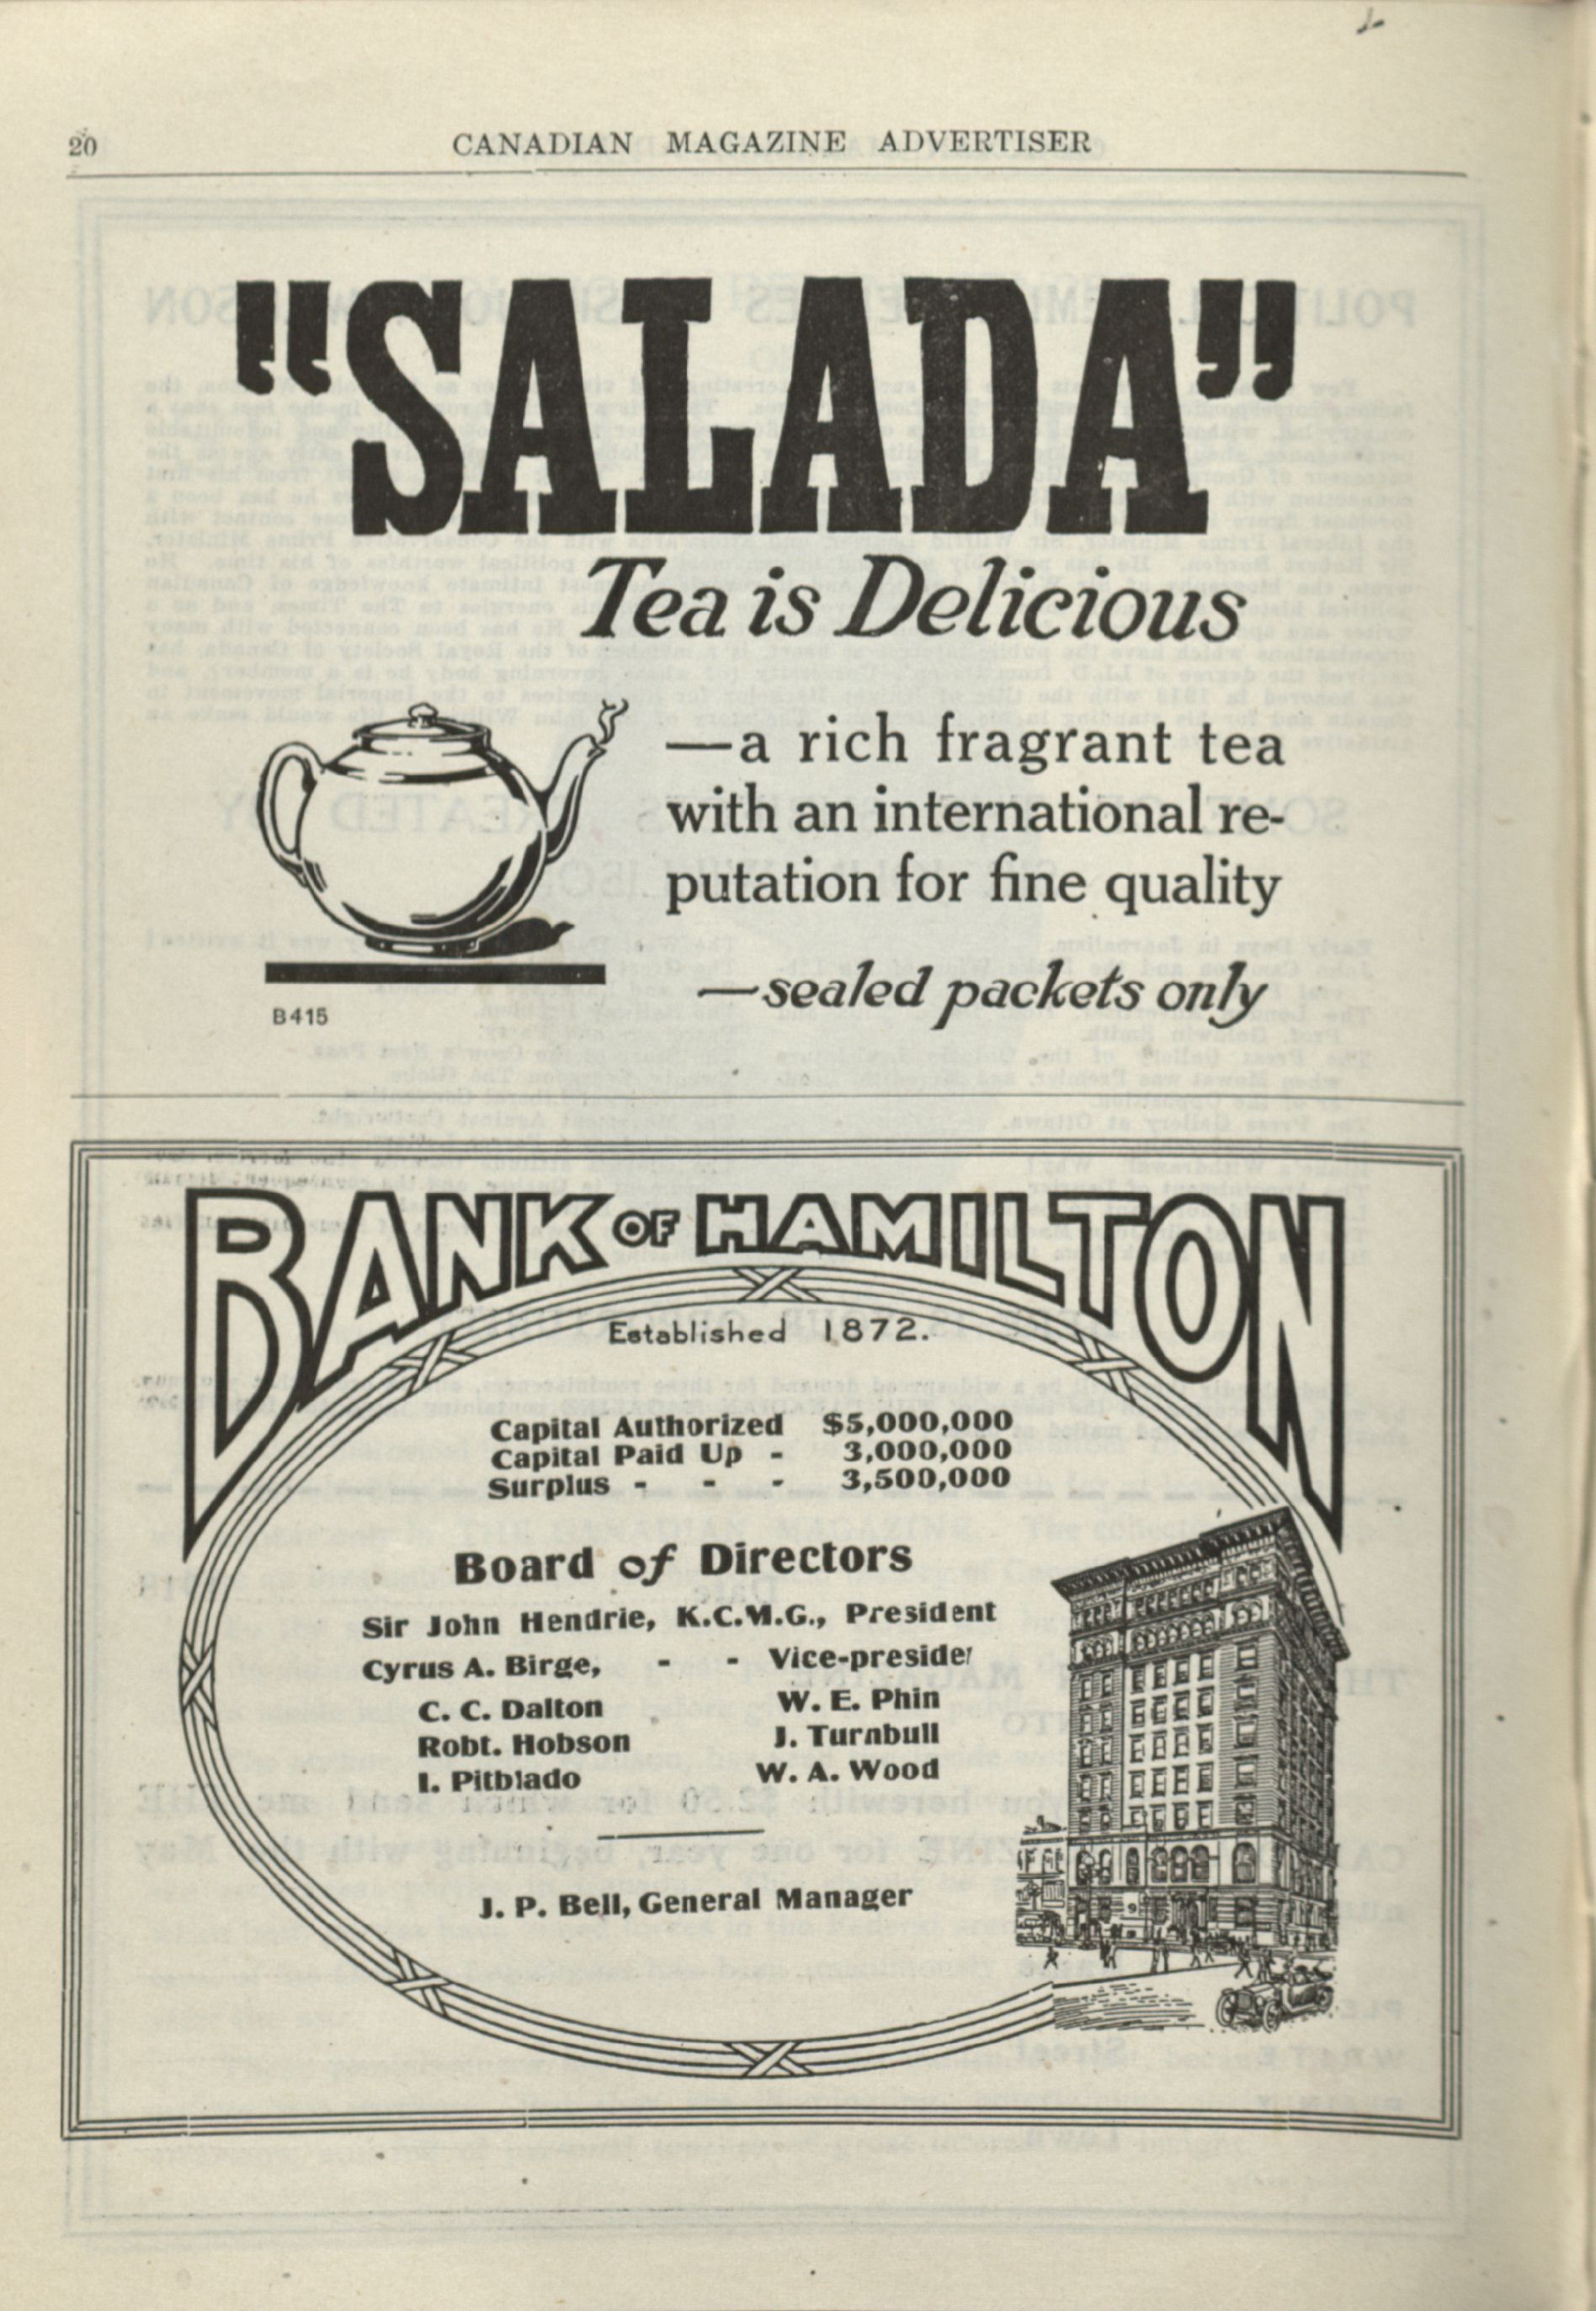 20
CANADIAN MAGAZINE ADVERTISER
"SALADA"
Tea is Delicious
—a rich fragrant tea
with an international re-
putation for fine quality
—sealed packets only
B415
BANK OF HAMILTON
Established 1872.
Capital Authorized $5,000,000
Capital Paid Up - 3,000,000
Surplus - - - 3,500,000
Board of Directors
Sir John Hendrie, K.C.M.G., President
Cyrus A. Birge, - - Vice-preside
C. C. Dalton W. E. Phin
Robt. Hobson J. Turnbull
I. Pitblado W. A. Wood
J. P. Bell, General Manager